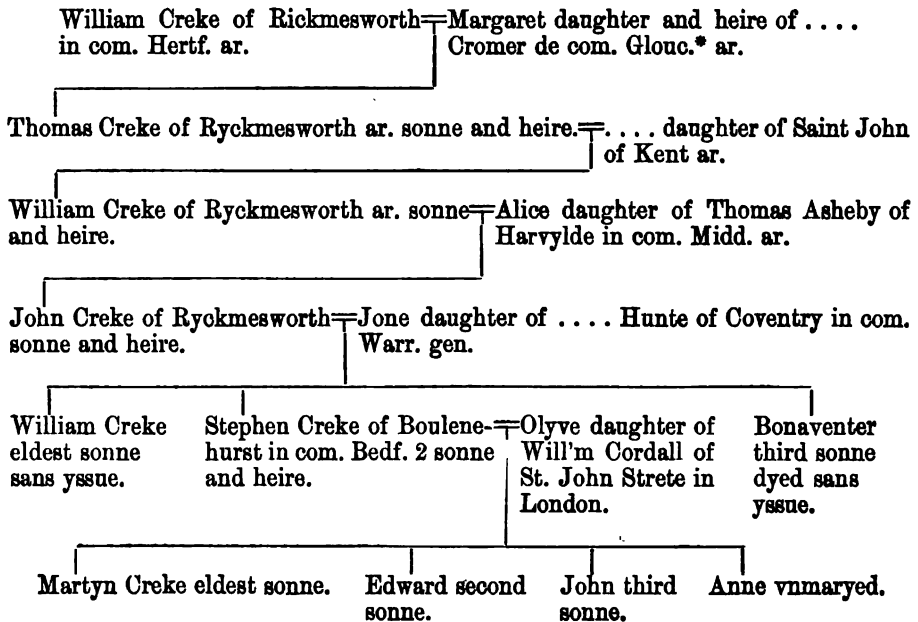 William Creke of Rickmesworth
in com. Hertf. ar.
Margaret daughter and heire of . . . .
Cromer de com. Glouc.* ar.
Thomas Creke of Ryckmesworth ar. sonne and heire.
. . . . daughter of Saint John
of Kent ar.
William Creke of Ryckmesworth ar. sonne
and heire.
Alice daughter of Thomas Asheby of
Harvylde in com. Midd. ar.
John Creke of Ryckmesworth
sonne and heire.
Jone daughter of . . . . Hunte of Coventry in com.
Warr. gen.
William Creke
eldest sonne
sans yssue.
Stephen Creke of Boulene-
hurst in com. Bedf. 2 sonne
and heire.
Olyve daughter of
Will'm Cordall of
St. John Strete in
London.
Bonaventer
third sonne
dyed sans
yssue.
Martyn Creke eldest sonne.
Edward second
sonne.
John third
sonne.
Anne vnmaryed.